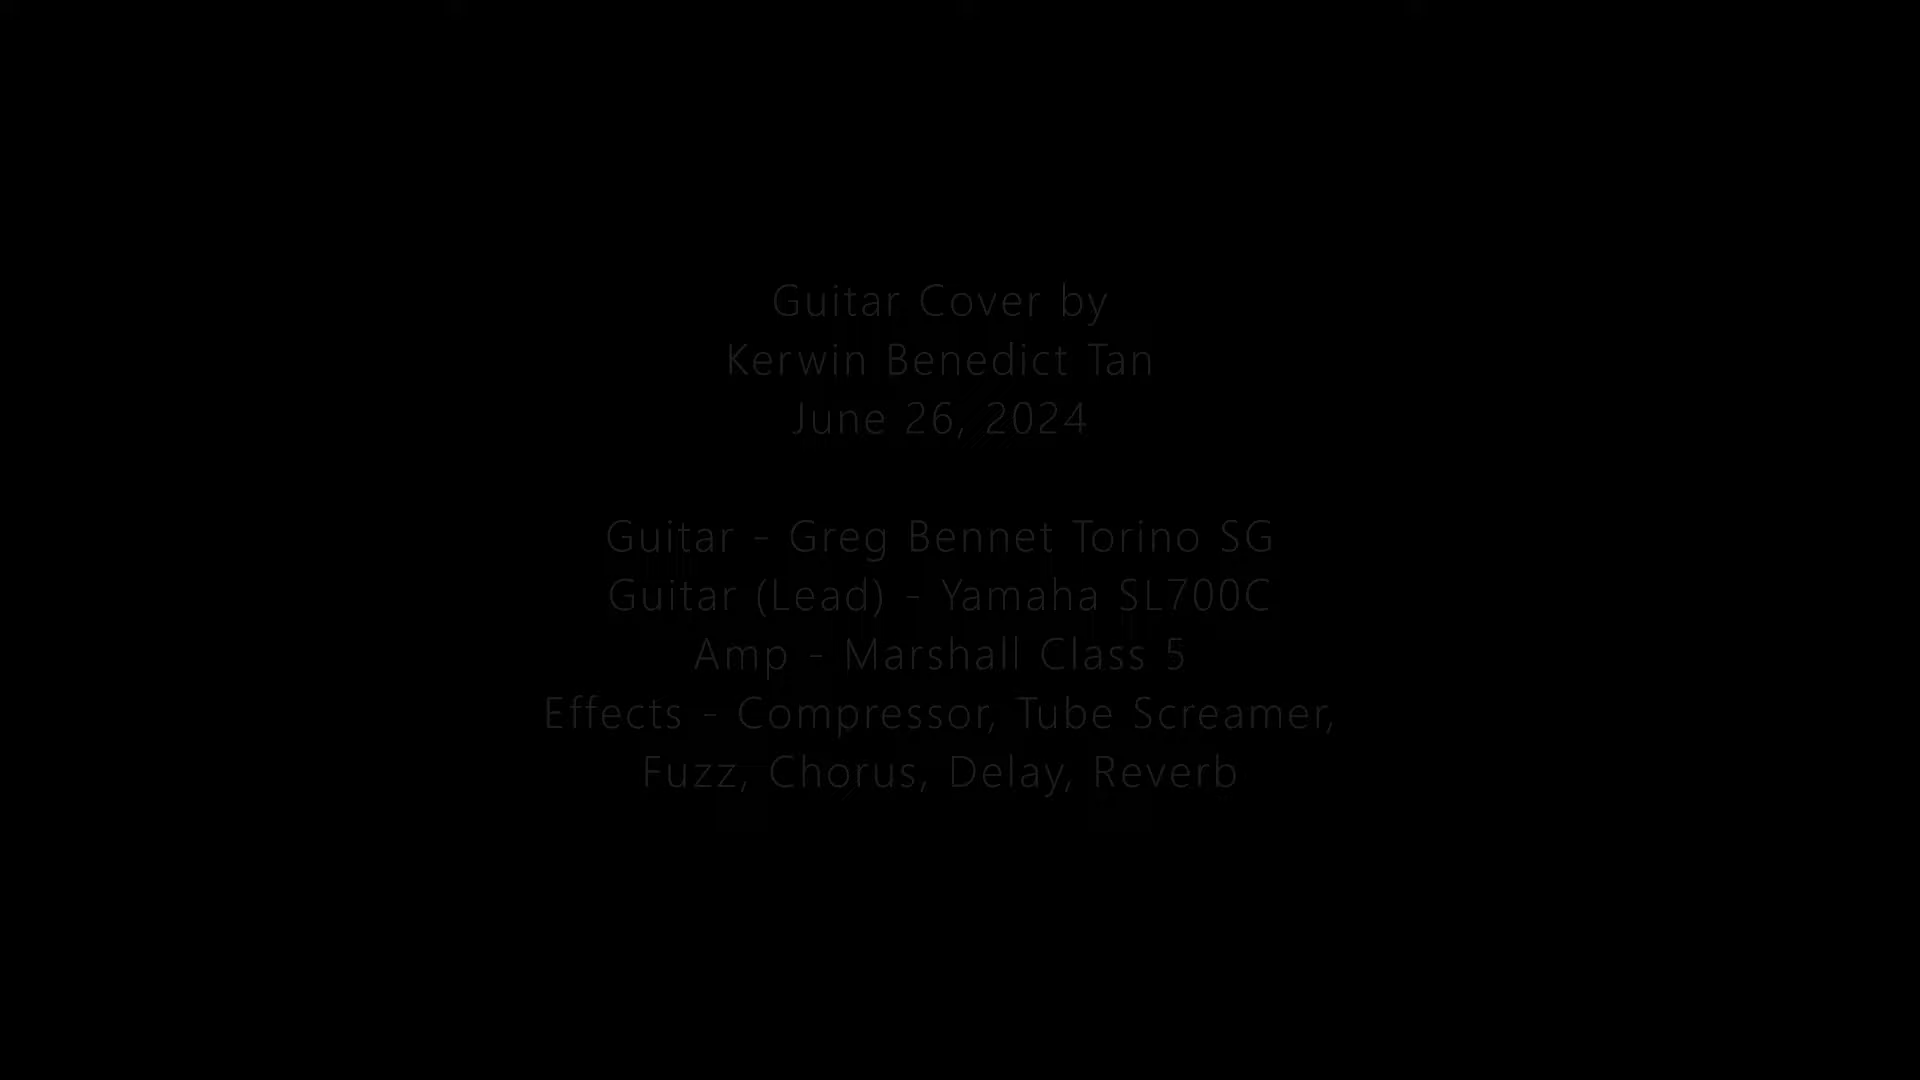 Guitar Cover by
Kerwin Benedict Tan
June 26, 2024
Guitar - Greg Bennet Torino SG
Guitar (Lead) - Yamaha SL700C
Amp - Marshall Class 5
Effects - Compressor, Tube Screamer,
Fuzz, Chorus, Delay, Reverb